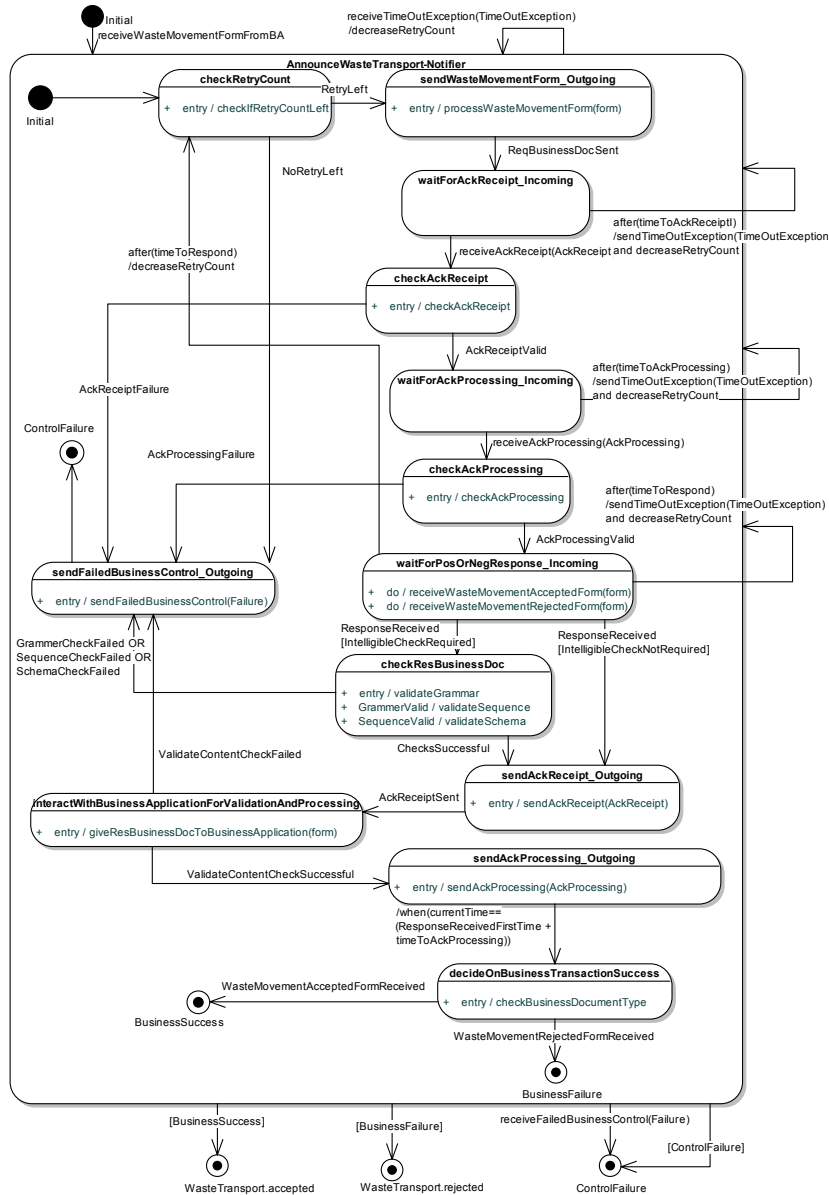 Initial
receiveWasteMovementFormFromBA
receiveTimeOutException(TimeOutException)
/decreaseRetryCount
AnnounceWasteTransport-Notifier
Initial
checkRetryCount
+ entry / checkIfRetryCountLeft
RetryLeft
sendWasteMovementForm_Outgoing
+ entry / processWasteMovementForm(form)
ReqBusinessDocSent
NoRetryLeft
waitForAckReceipt_Incoming
after(timeToAckReceiptI)
/sendTimeOutException(TimeOutException
and decreaseRetryCount
after(timeToRespond)
/decreaseRetryCount
receiveAckReceipt(AckReceipt
checkAckReceipt
+ entry / checkAckReceipt
AckReceiptValid
AckReceiptFailure
waitForAckProcessing_Incoming
after(timeToAckProcessing)
/sendTimeOutException(TimeOutException)
and decreaseRetryCount
ControlFailure
receiveAckProcessing(AckProcessing)
AckProcessingFailure
checkAckProcessing
+ entry / checkAckProcessing
after(timeToRespond)
/sendTimeOutException(TimeOutException)
and decreaseRetryCount
AckProcessingValid
sendFailedBusinessControl_Outgoing
+ entry / sendFailedBusinessControl(Failure)
waitForPosOrNegResponse_Incoming
+ do / receiveWasteMovementAcceptedForm(form)
+ do / receiveWasteMovementRejectedForm(form)
GrammerCheckFailed OR
SequenceCheckFailed OR
SchemaCheckFailed
ResponseReceived
[IntelligibleCheckRequired]
ResponseReceived
[IntelligibleCheckNotRequired]
checkResBusinessDoc
+ entry / validateGrammar
+ GrammerValid / validateSequence
+ SequenceValid / validateSchema
ValidateContentCheckFailed
ChecksSuccessful
sendAckReceipt_Outgoing
+ entry / sendAckReceipt(AckReceipt)
AckReceiptSent
interactWithBusinessApplicationForValidationAndProcessing
+ entry / giveResBusinessDocToBusinessApplication(form)
ValidateContentCheckSuccessful
sendAckProcessing_Outgoing
+ entry / sendAckProcessing(AckProcessing)
/when(currentTime==
(ResponseReceivedFirstTime +
timeToAckProcessing))
decideOnBusinessTransactionSuccess
+ entry / checkBusinessDocumentType
WasteMovementAcceptedFormReceived
BusinessSuccess
WasteMovementRejectedFormReceived
BusinessFailure
[BusinessSuccess]
[BusinessFailure]
receiveFailedBusinessControl(Failure)
[ControlFailure]
WasteTransport.accepted
WasteTransport.rejected
ControlFailure